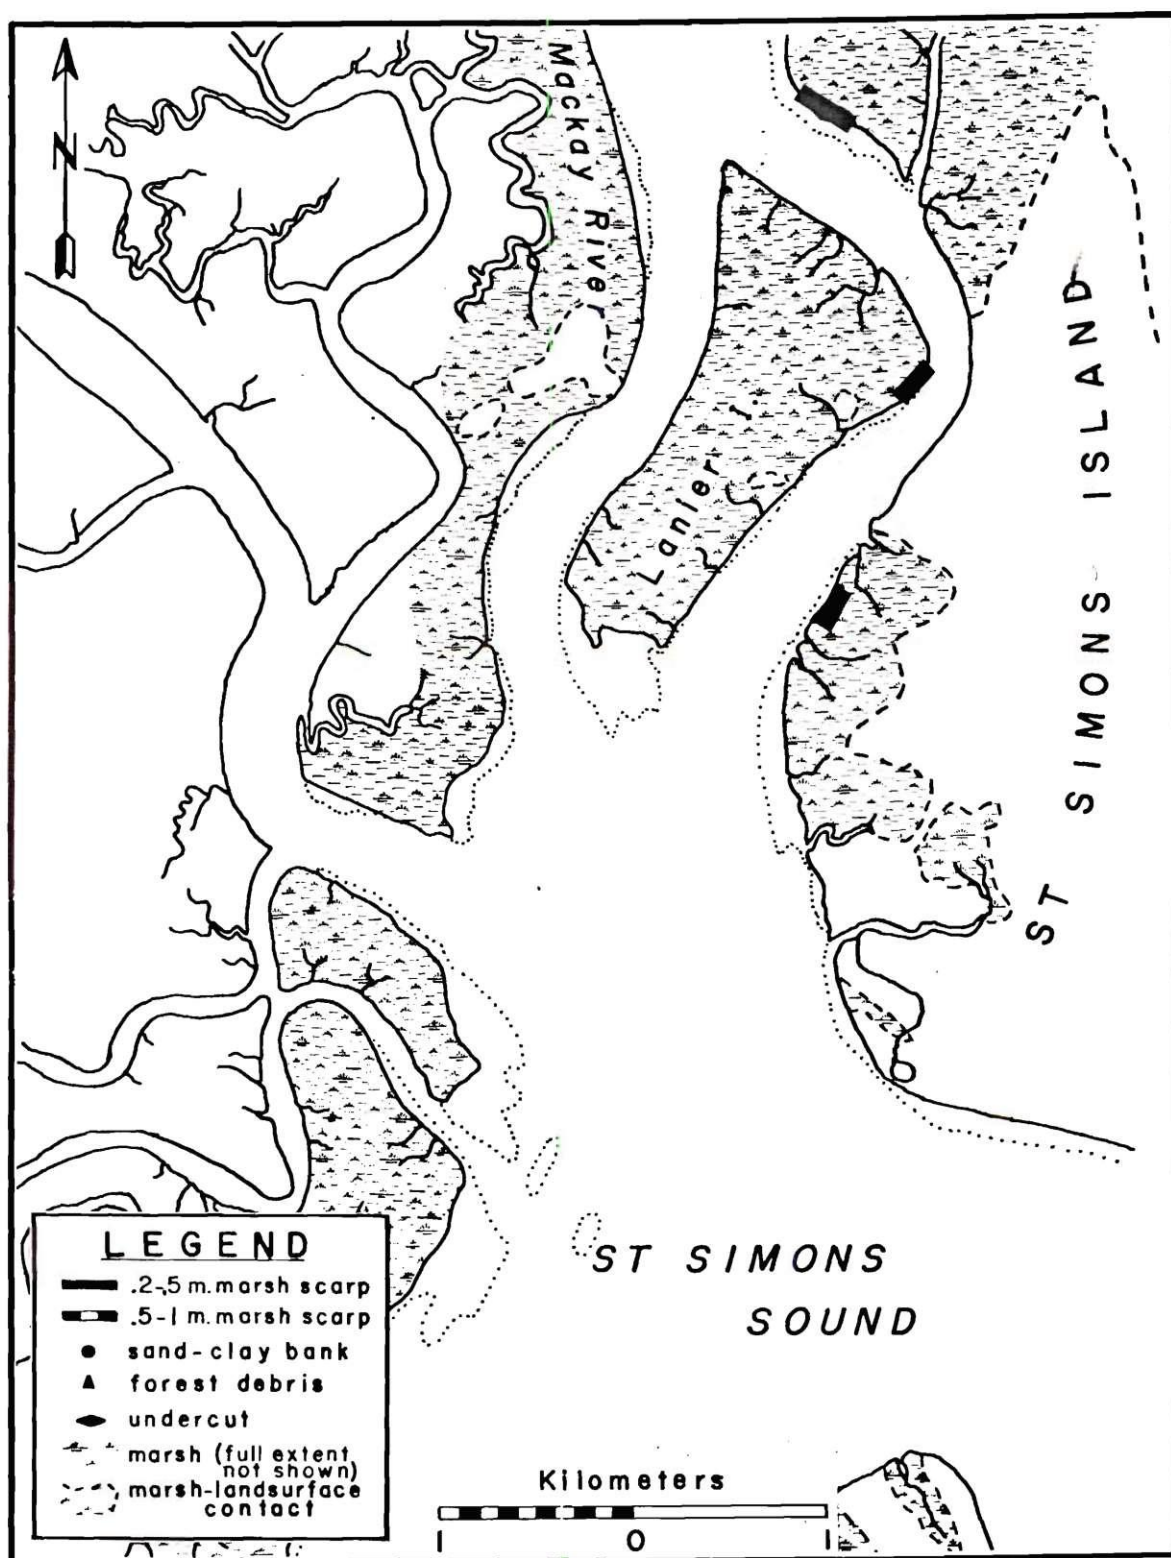 N
Mackay River
Lanier I.
ST SIMONS ISLAND
ST SIMONS
SOUND
LEGEND
.2-.5 m. marsh scarp
.5-1 m. marsh scarp
sand-clay bank
forest debris
undercut
marsh (full extent
not shown)
marsh-landsurface
contact
Kilometers
1 0 1